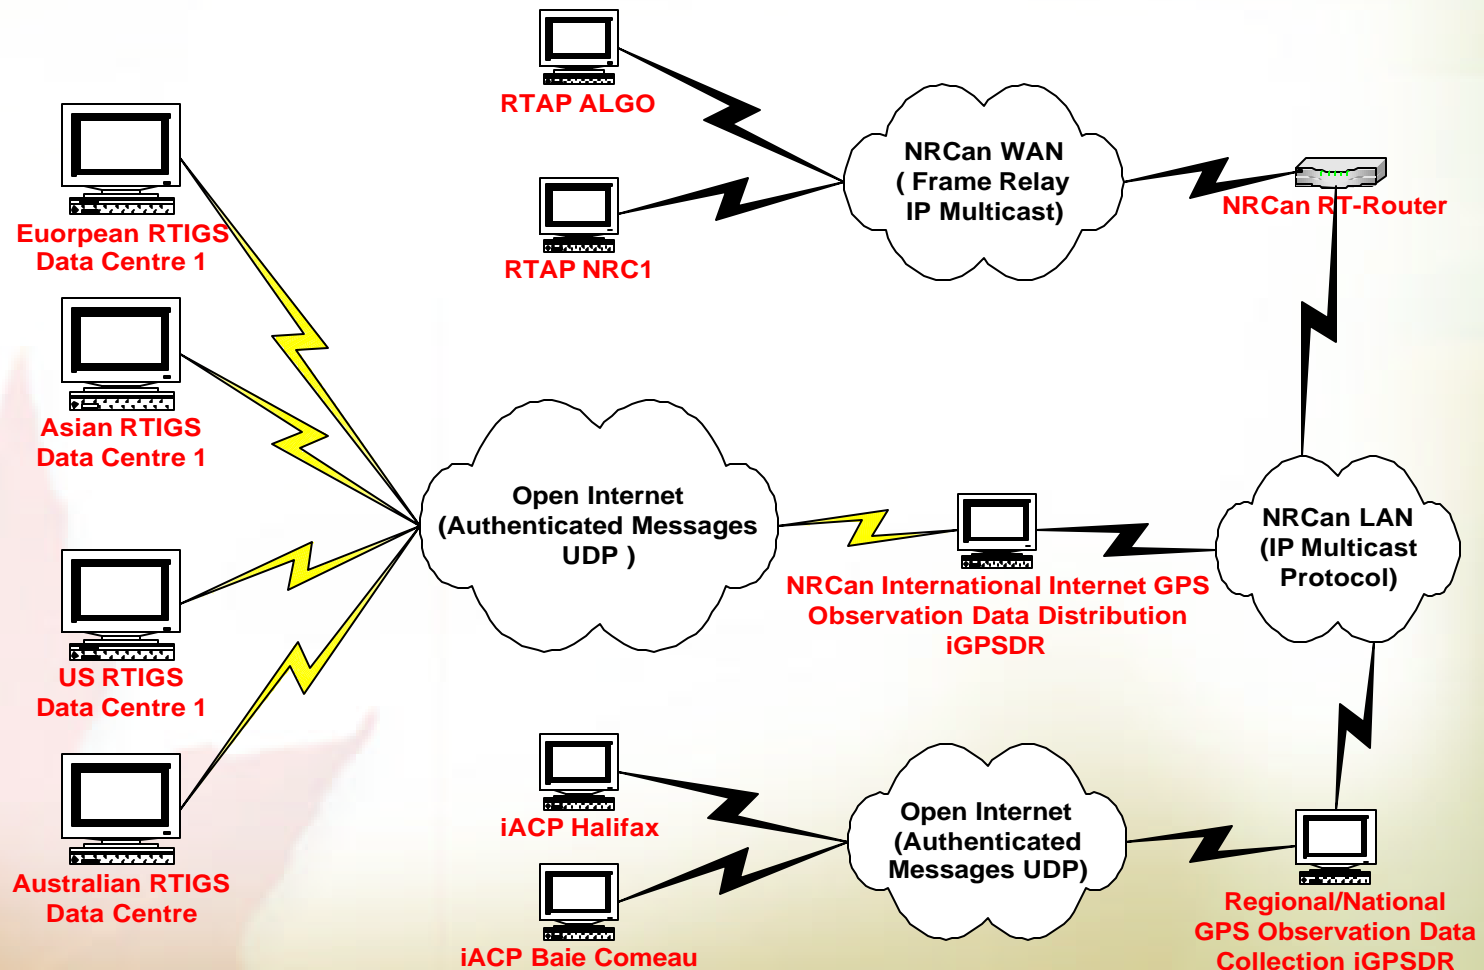 RTAP ALGO
NRCan WAN
( Frame Relay
IP Multicast)
NRCan RT-Router
Euorpean RTIGS
Data Centre 1
RTAP NRC1
Asian RTIGS
Data Centre 1
Open Internet
(Authenticated Messages
UDP )
NRCan LAN
(IP Multicast
Protocol)
NRCan International Internet GPS
Observation Data Distribution
iGPSDR
US RTIGS
Data Centre 1
iACP Halifax
Open Internet
(Authenticated
Messages UDP)
Australian RTIGS
Data Centre
iACP Baie Comeau
Regional/National
GPS Observation Data
Collection iGPSDR